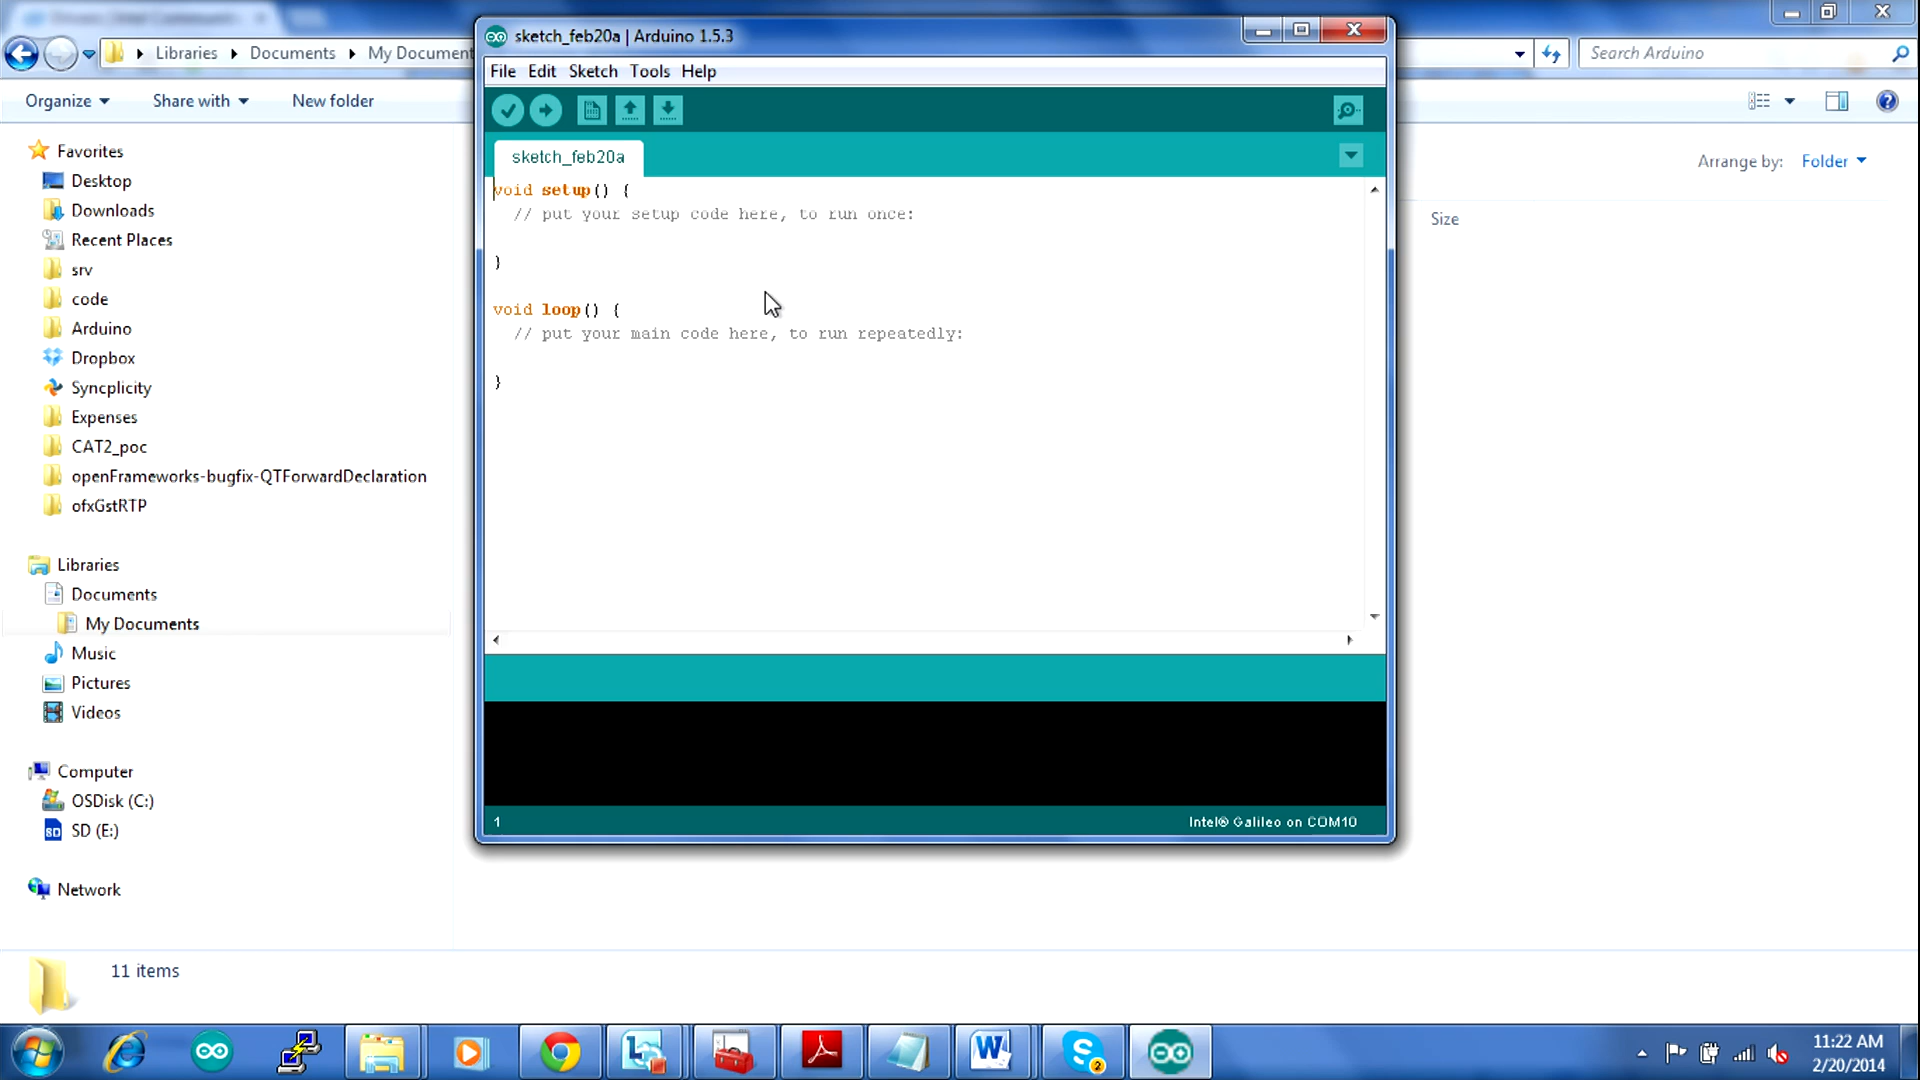 sketch_feb20a | Arduino 1.5.3
Libraries Documents My Document
Search Arduino
File Edit Sketch Tools Help
Organize Share with New folder
Arrange by: Folder
Size
Favorites
Desktop
Downloads
Recent Places
srv
code
Arduino
Dropbox
Syncplicity
Expenses
CAT2_poc
openFrameworks-bugfix-QTForwardDeclaration
ofxGstRTP
Libraries
Documents
My Documents
Music
Pictures
Videos
Computer
OSDisk (C:)
SD (E:)
Network
sketch_feb20a
void setup() {
// put your setup code here, to run once:
}
void loop() {
// put your main code here, to run repeatedly:
}
1
Intel® Galileo on COM10
11 items
2
11:22 AM
2/20/2014